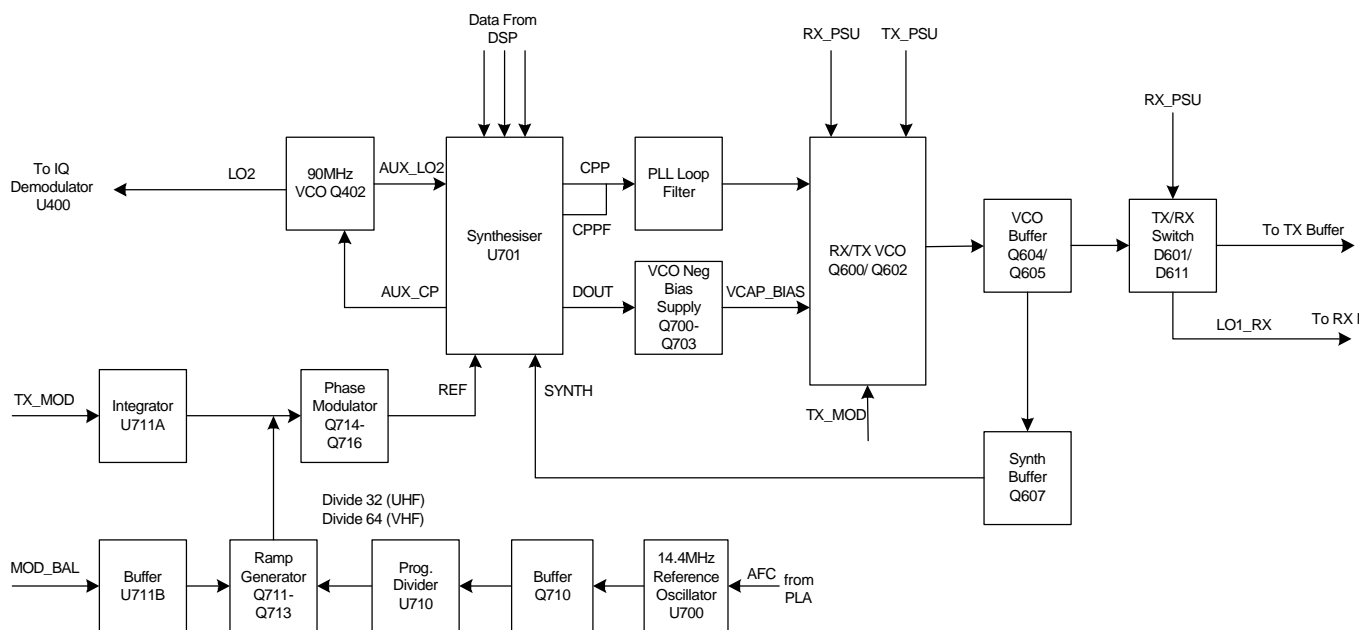 Data From
DSP
RX_PSU
TX_PSU
RX_PSU
To IQ
Demodulator
U400
LO2
90MHz
VCO Q402
AUX_LO2
AUX_CP
Synthesiser
U701
CPP
CPPF
PLL Loop
Filter
DOUT
VCO Neg
Bias
Supply
Q700-
Q703
VCAP_BIAS
RX/TX VCO
Q600/ Q602
VCO
Buffer
Q604/
Q605
TX/RX
Switch
D601/
D611
To TX Buffer
LO1_RX
To RX
TX_MOD
Integrator
U711A
Phase
Modulator
Q714-
Q716
REF
SYNTH
TX_MOD
Synth
Buffer
Q607
Divide 32 (UHF)
Divide 64 (VHF)
MOD_BAL
Buffer
U711B
Ramp
Generator
Q711-
Q713
Prog.
Divider
U710
Buffer
Q710
14.4MHz
Reference
Oscillator
U700
AFC
from
PLA